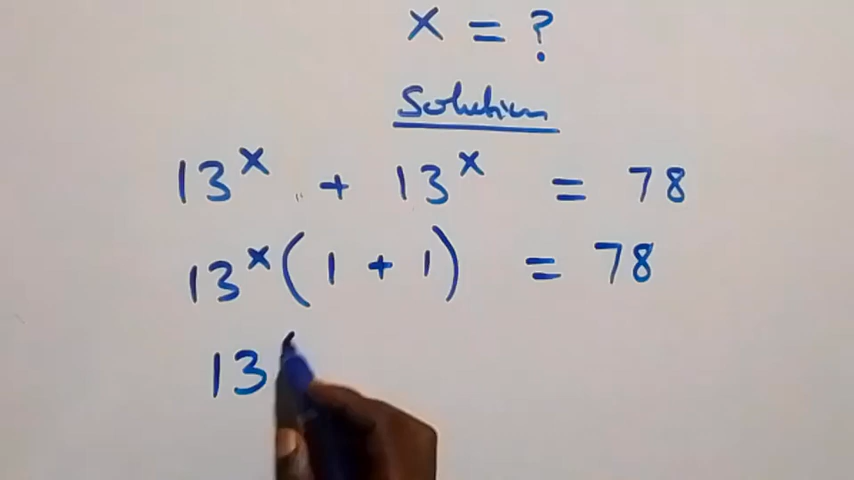 x = ?
Solution
13^x + 13^x = 78
13^x(1 + 1) = 78
13